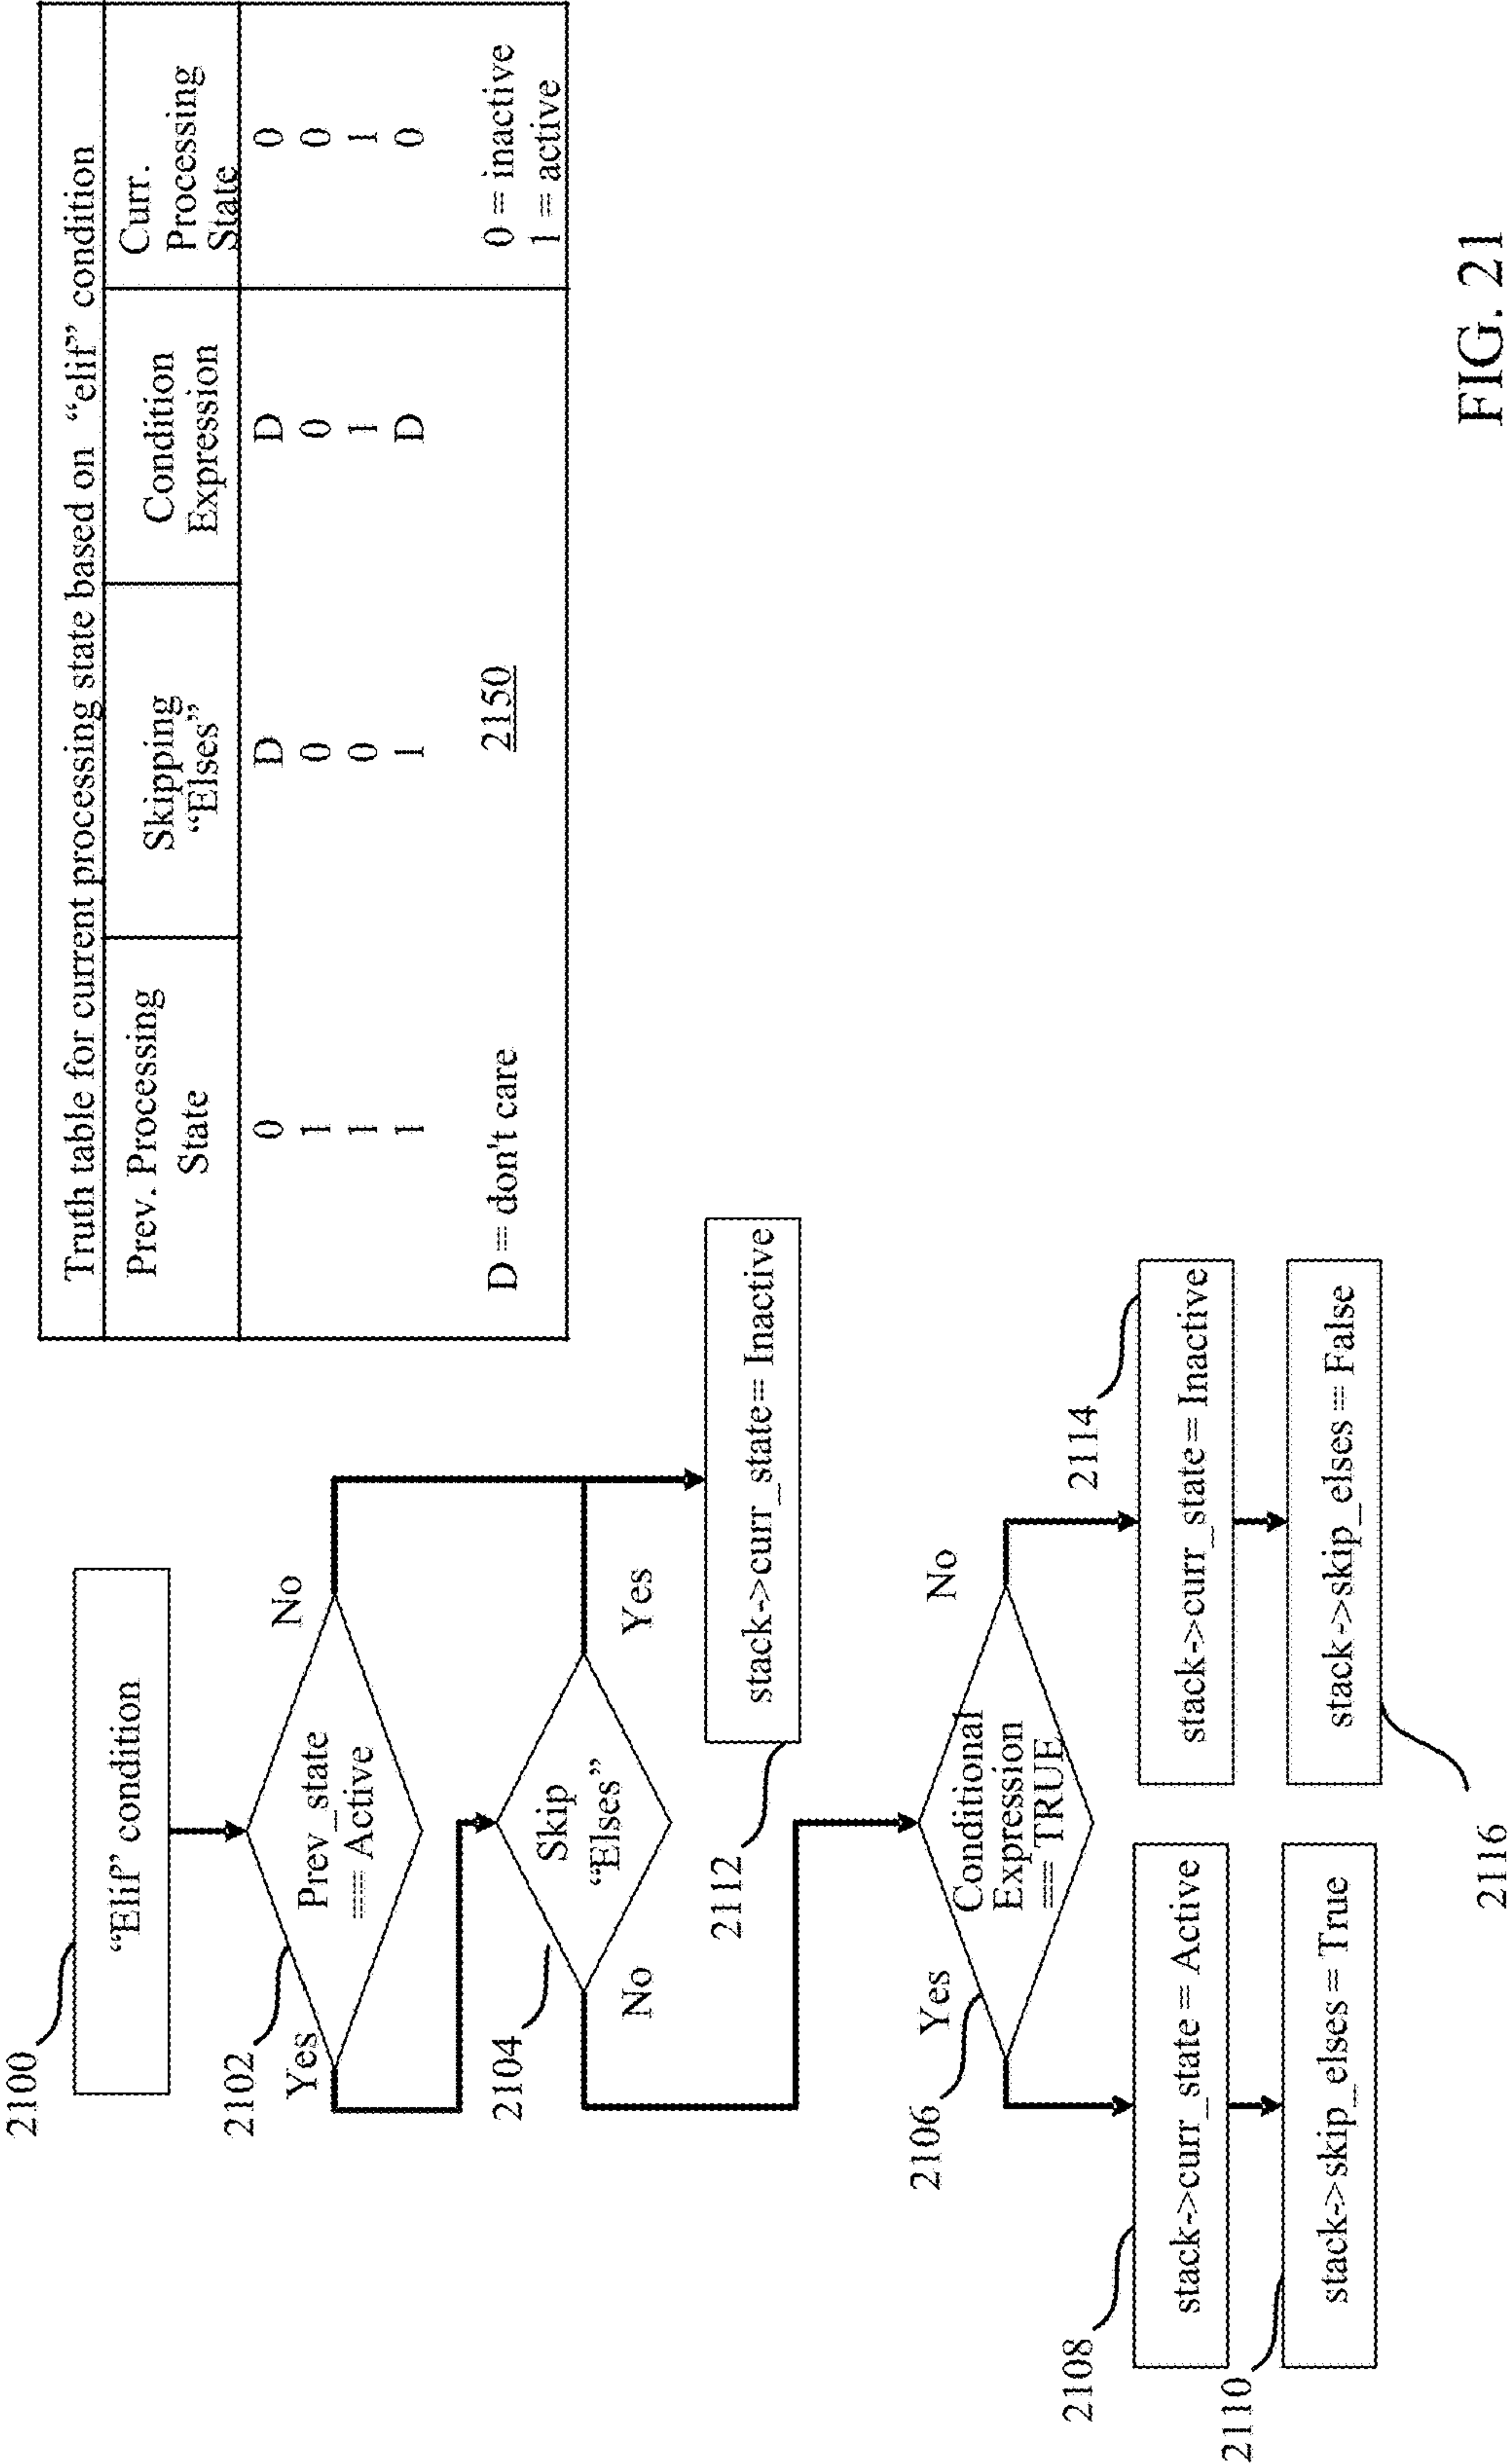 2100
“Elif” condition
2102
Prev_state
== Active
Yes
No
2104
Skip
“Elses”
No
Yes
2112
stack->curr_state= Inactive
2106
Conditional
Expression
== TRUE
Yes
No
2108
stack->curr_state = Active
2110
stack->skip_elses = True
2114
stack->curr_state= Inactive
stack->skip_elses = False
2116
Truth table for current processing state based on “elif” condition
Prev. Processing
State
Skipping
“Elses”
Condition
Expression
Curr.
Processing
State
0 D D 0
1 0 0 0
1 0 1 1
1 1 D 0
D = don't care
2150
0 = inactive
1 = active
FIG. 21